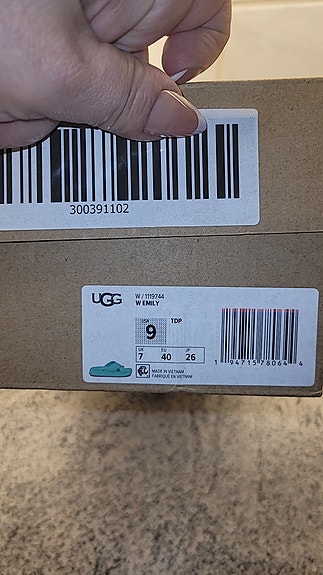 300391102
UGG
W / 1119744
W EMILY
USA
9
TDP
UK EU JP
7 40 26
MADE IN VIETNAM
FABRIQUÉ EN VIETNAM
1 94715 78064 4